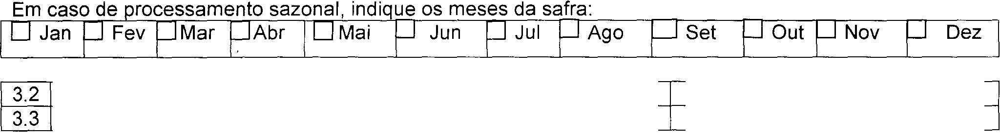 Em caso de processamento sazonal, indique os meses da safra:
☐ Jan ☐ Fev ☐ Mar ☐ Abr ☐ Mai ☐ Jun ☐ Jul ☐ Ago ☐ Set ☐ Out ☐ Nov ☐ Dez
3.2
3.3